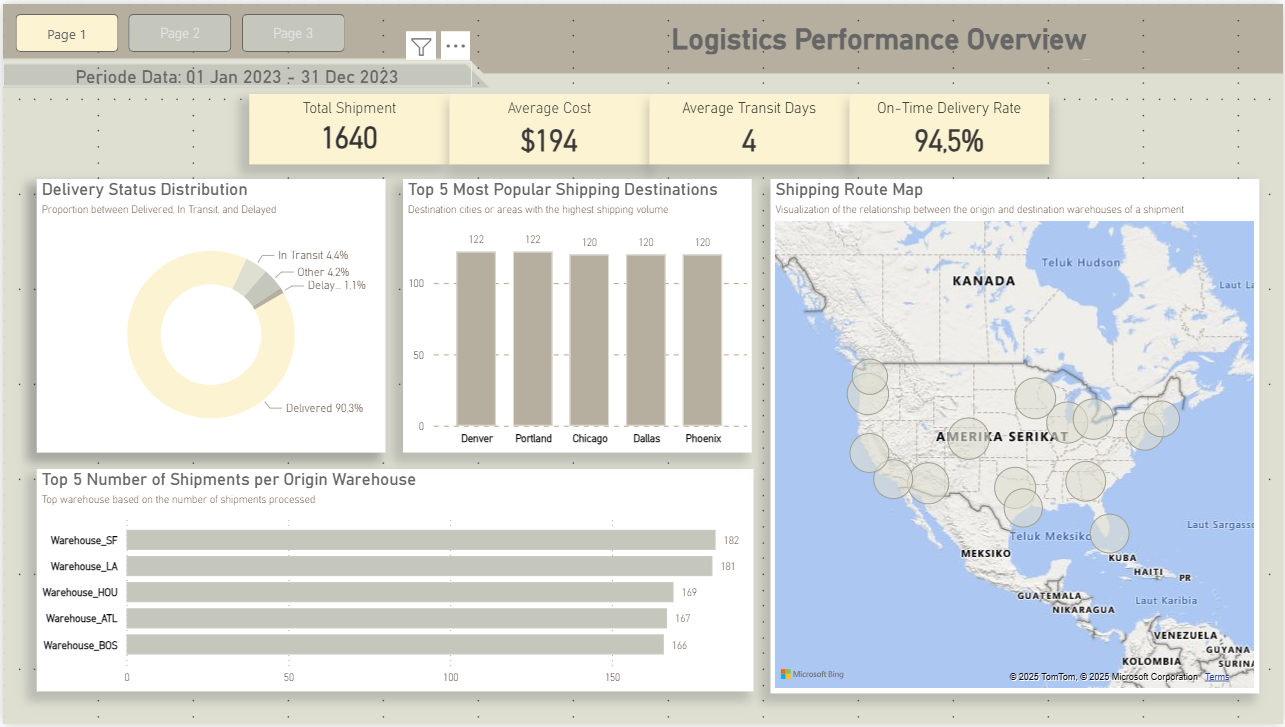 Page 1
Page 2
Page 3
Logistics Performance Overview
Periode Data: 01 Jan 2023 - 31 Dec 2023
Total Shipment
1640
Average Cost
$194
Average Transit Days
4
On-Time Delivery Rate
94,5%
Delivery Status Distribution
Proportion between Delivered, In Transit, and Delayed
In Transit 4.4%
Other 4.2%
Delay... 1.1%
Delivered 90.3%
Top 5 Most Popular Shipping Destinations
Destination cities or areas with the highest shipping volume
122
122
120
120
120
100
50
0
Denver
Portland
Chicago
Dallas
Phoenix
Top 5 Number of Shipments per Origin Warehouse
Top warehouse based on the number of shipments processed
Warehouse_SF
182
Warehouse_LA
181
Warehouse_HOU
169
Warehouse_ATL
167
Warehouse_BOS
166
0
50
100
150
Shipping Route Map
Visualization of the relationship between the origin and destination warehouses of a shipment
Teluk Hudson
KANADA
Laut La
AMERIKA SERIKAT
Laut Sargasso
Teluk Meksiko
MEKSIKO
KUBA
HAITI
PR
GUATEMALA
Laut Karibia
NIKARAGUA
VENEZUELA
GUYANA
KOLOMBIA
SURINA
Microsoft Bing
© 2025 TomTom, © 2025 Microsoft Corporation Terms